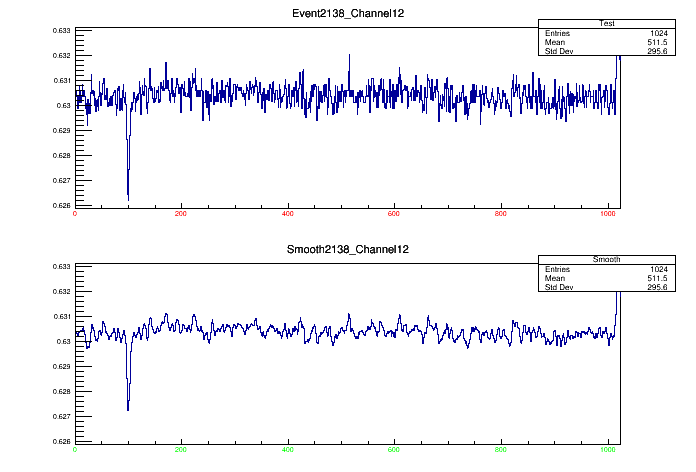 Event2138_Channel12
Test
Entries 1024
Mean 511.5
Std Dev 295.6
0.633
0.632
0.631
0.63
0.629
0.628
0.627
0.626
0 200 400 600 800 1000
Smooth2138_Channel12
Smooth
Entries 1024
Mean 511.5
Std Dev 295.6
0.633
0.632
0.631
0.63
0.629
0.628
0.627
0.626
0 200 400 600 800 1000